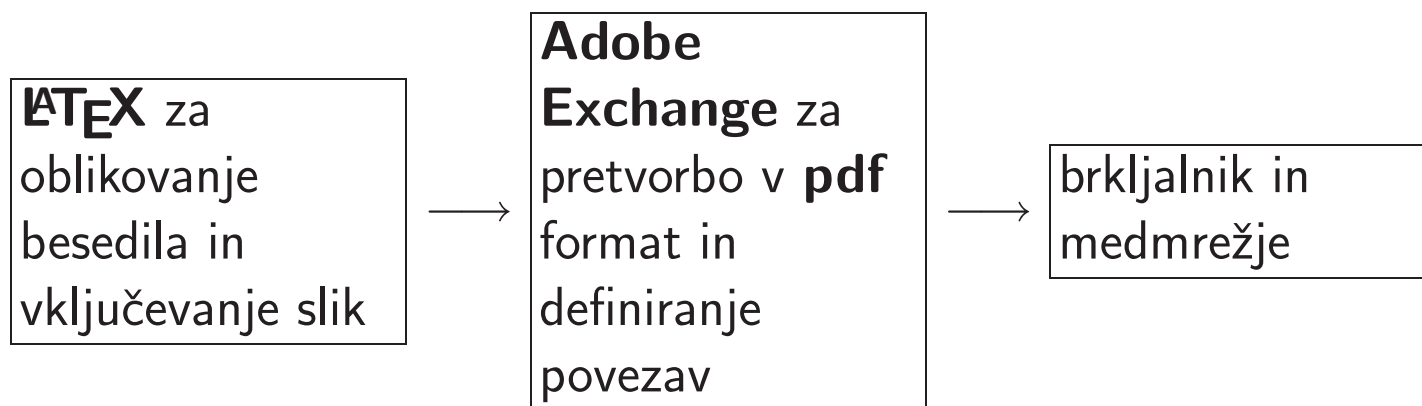 LATEX za
oblikovanje
besedila in
vključevanje slik
Adobe
Exchange za
pretvorbo v pdf
format in
definiranje
povezav
brkljalnik in
medmrežje